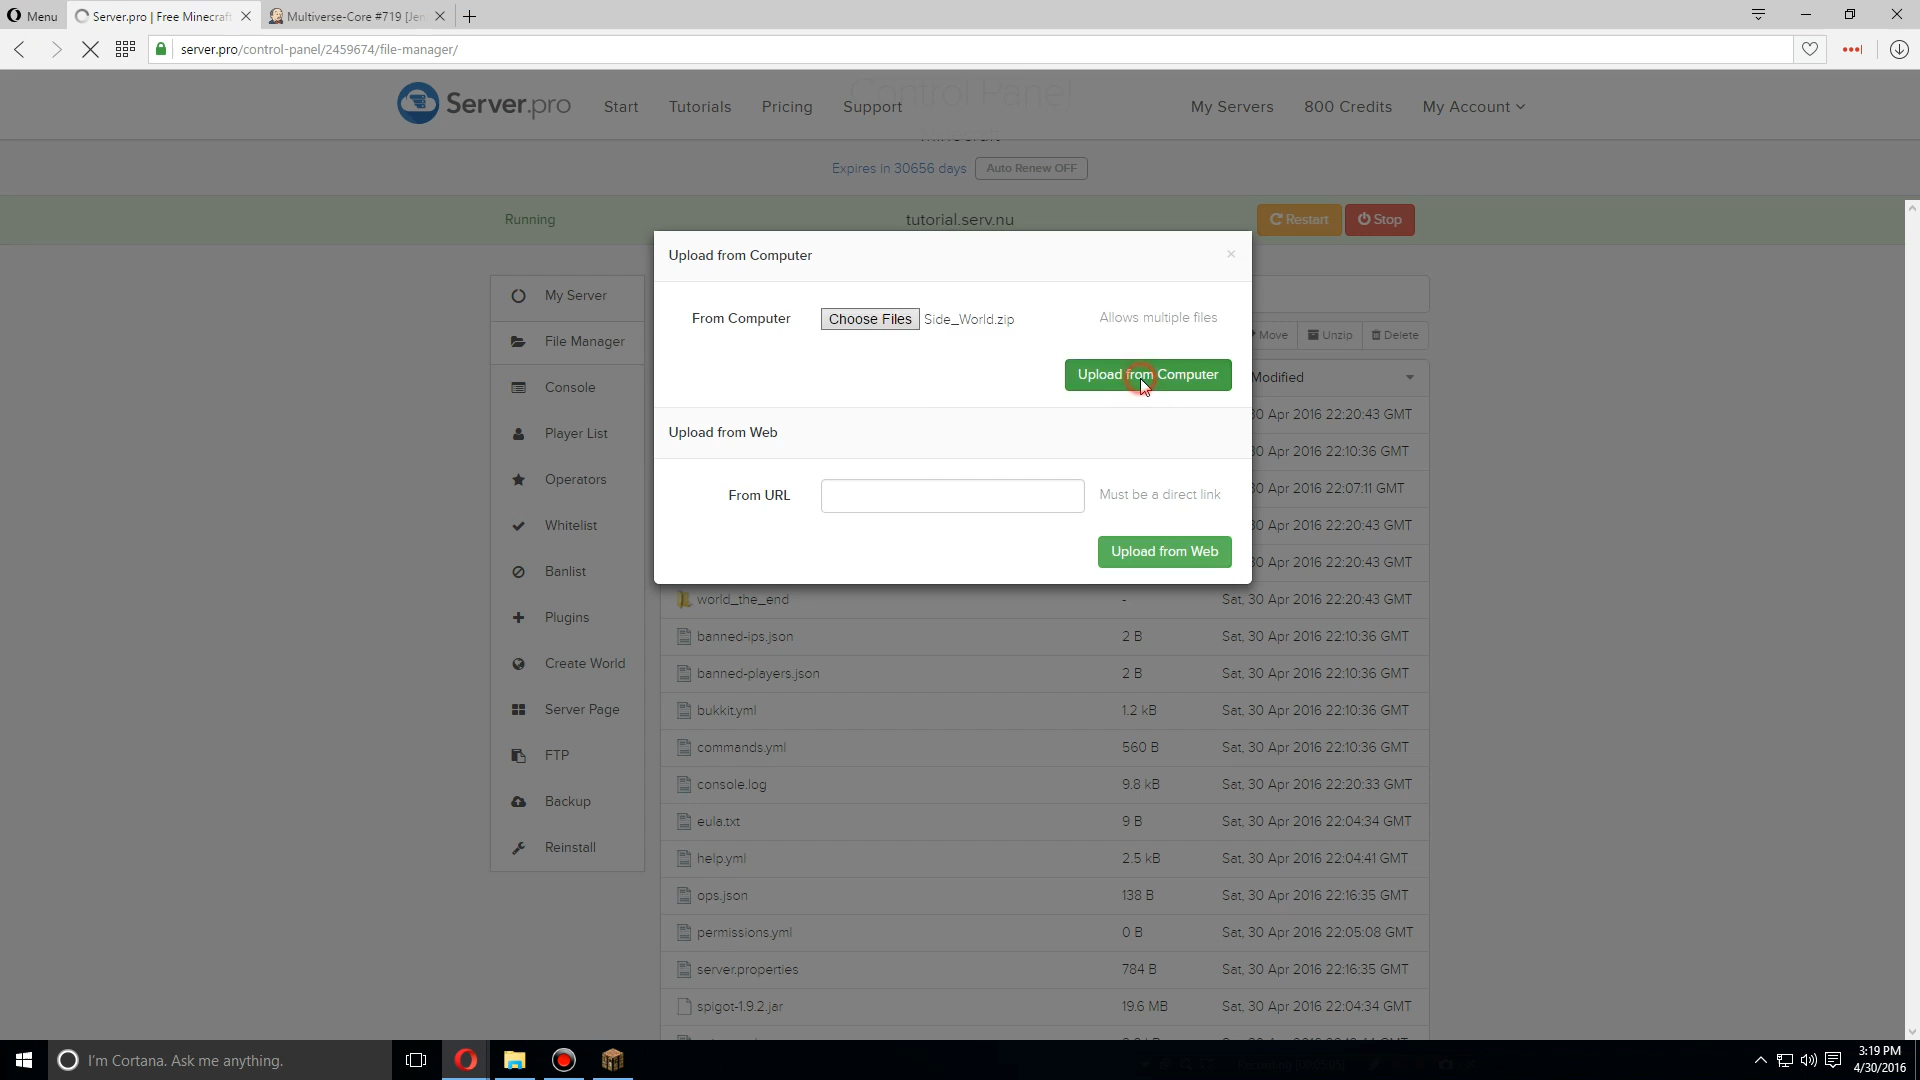 Menu
Server.pro | Free Minecraft
Multiverse-Core #719 [Jen
server.pro/control-panel/2459674/file-manager/
Control Panel
Server.pro
Start
Tutorials
Pricing
Support
My Servers
800 Credits
My Account
Minecraft
Expires in 30656 days
Auto Renew OFF
Running
tutorial.serv.nu
Restart
Stop
Upload from Computer
×
From Computer
Choose Files
Side_World.zip
Allows multiple files
Upload from Computer
Upload from Web
From URL
Must be a direct link
Upload from Web
My Server
File Manager
Console
Player List
Operators
Whitelist
Banlist
Plugins
Create World
Server Page
FTP
Backup
Reinstall
Move
Unzip
Delete
Modified
30 Apr 2016 22:20:43 GMT
30 Apr 2016 22:10:36 GMT
30 Apr 2016 22:07:11 GMT
30 Apr 2016 22:20:43 GMT
30 Apr 2016 22:20:43 GMT
world_the_end - Sat, 30 Apr 2016 22:20:43 GMT
banned-ips.json 2 B Sat, 30 Apr 2016 22:10:36 GMT
banned-players.json 2 B Sat, 30 Apr 2016 22:10:36 GMT
bukkit.yml 1.2 kB Sat, 30 Apr 2016 22:10:36 GMT
commands.yml 560 B Sat, 30 Apr 2016 22:10:36 GMT
console.log 9.8 kB Sat, 30 Apr 2016 22:20:33 GMT
eula.txt 9 B Sat, 30 Apr 2016 22:04:34 GMT
help.yml 2.5 kB Sat, 30 Apr 2016 22:04:41 GMT
ops.json 138 B Sat, 30 Apr 2016 22:16:35 GMT
permissions.yml 0 B Sat, 30 Apr 2016 22:05:08 GMT
server.properties 784 B Sat, 30 Apr 2016 22:16:35 GMT
spigot-1.9.2.jar 19.6 MB Sat, 30 Apr 2016 22:04:34 GMT
I'm Cortana. Ask me anything.
3:19 PM
4/30/2016